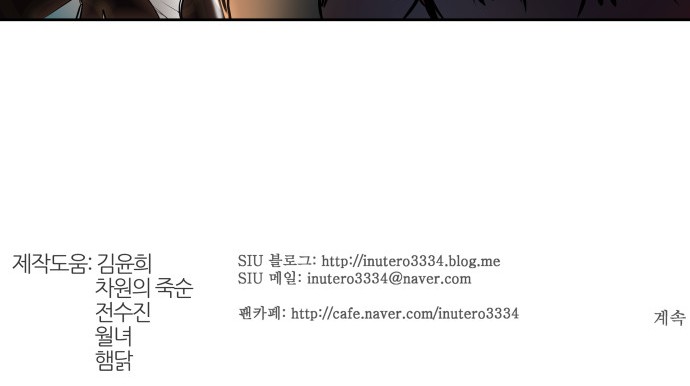 제작도움: 김윤희
차원의 죽순
전수진
월녀
햄닭
SIU 블로그: http://inutero3334.blog.me
SIU 메일: inutero3334@naver.com
팬카페: http://cafe.naver.com/inutero3334
계속